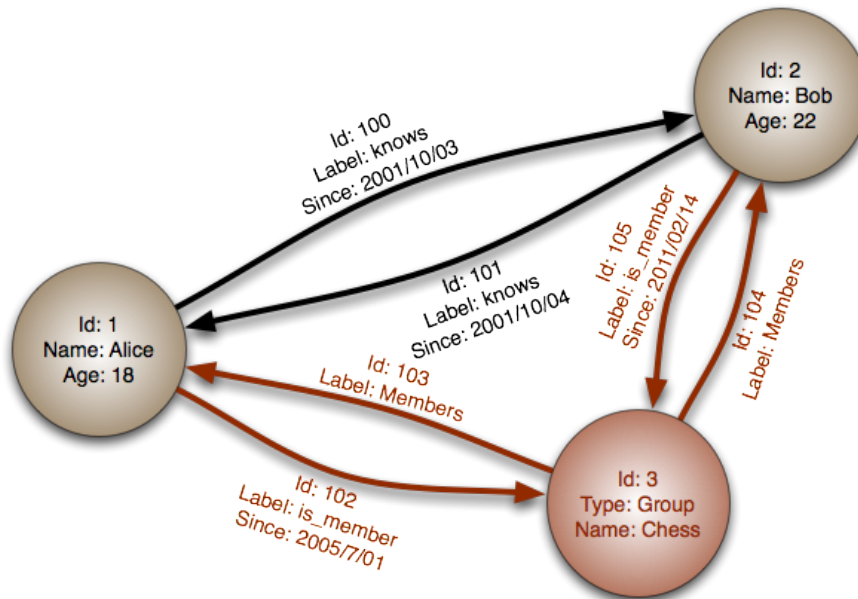 Id: 2
Name: Bob
Age: 22
Id: 100
Label: knows
Since: 2001/10/03
Id: 101
Label: knows
Since: 2001/10/04
Id: 105
Label: is_member
Since: 2011/02/14
Id: 104
Label: Members
Id: 1
Name: Alice
Age: 18
Id: 103
Label: Members
Id: 102
Label: is_member
Since: 2005/7/01
Id: 3
Type: Group
Name: Chess